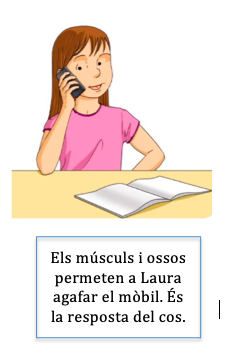 Els músculs i ossos
permeten a Laura
agafar el mòbil. És
la resposta del cos.